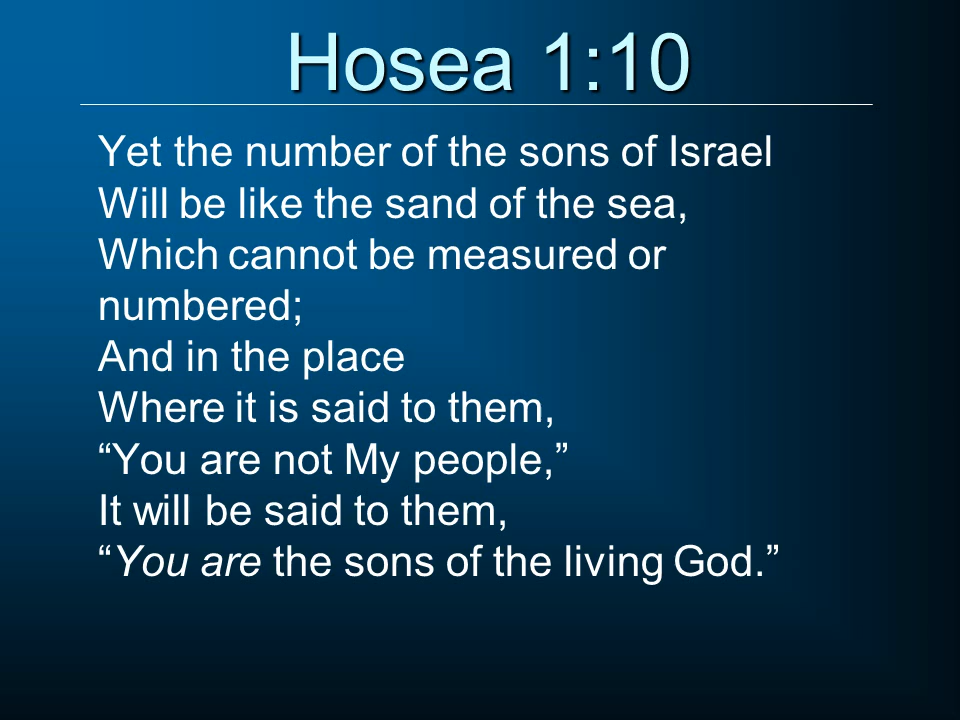 Hosea 1:10
Yet the number of the sons of Israel
Will be like the sand of the sea,
Which cannot be measured or
numbered;
And in the place
Where it is said to them,
“You are not My people,”
It will be said to them,
“You are the sons of the living God.”